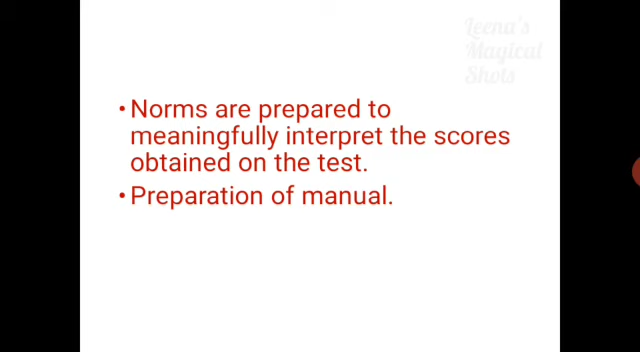 Leena's
Magical
Shots
• Norms are prepared to
meaningfully interpret the scores
obtained on the test.
• Preparation of manual.